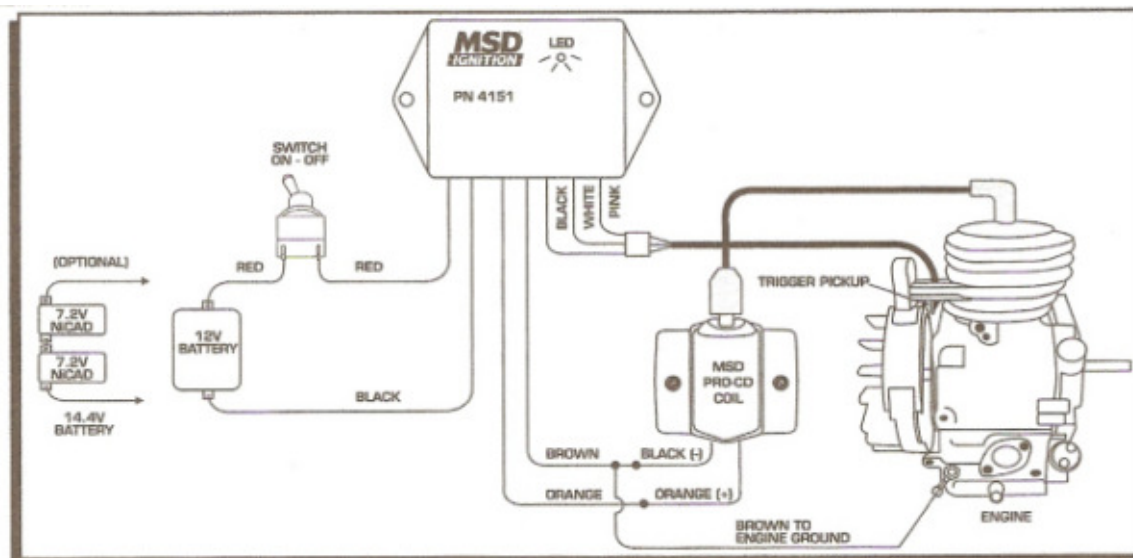 MSD
IGNITION
LED
PN 4151
SWITCH
ON - OFF
BLACK
WHITE
PINK
(OPTIONAL)
RED
RED
TRIGGER PICKUP
7.2V
NICAD
7.2V
NICAD
12V
BATTERY
MSD
PRO-CD
COIL
14.4V
BATTERY
BLACK
BROWN
BLACK (-)
ORANGE
ORANGE (+)
BROWN TO
ENGINE GROUND
ENGINE